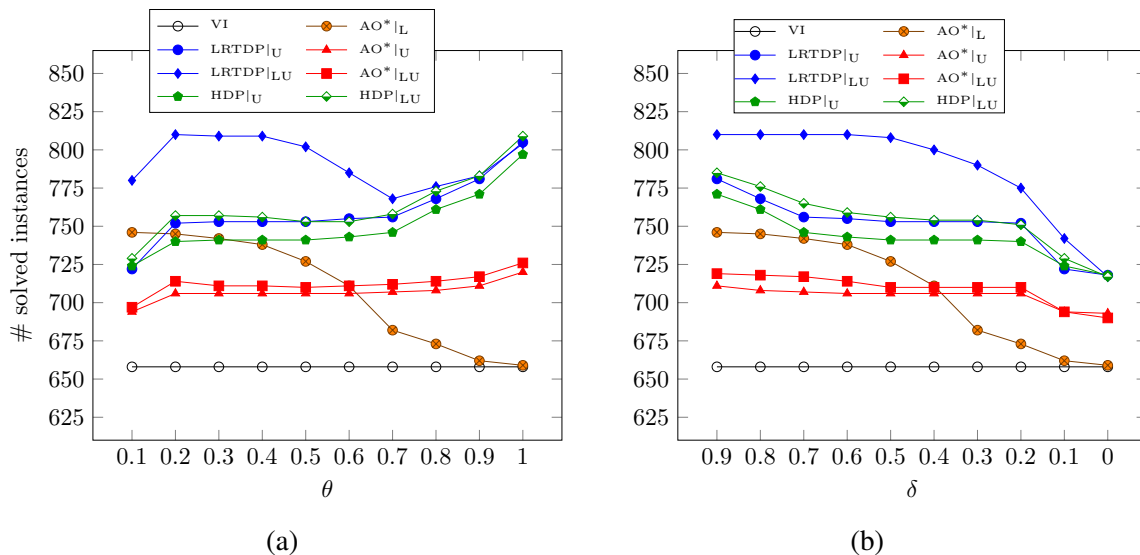 VI
LRTDP|U
LRTDP|LU
HDP|U
AO*|L
AO*|U
AO*|LU
HDP|LU
850
825
800
775
750
725
700
675
650
625
# solved instances
0.1 0.2 0.3 0.4 0.5 0.6 0.7 0.8 0.9 1
θ
(a)
VI
LRTDP|U
LRTDP|LU
HDP|U
AO*|L
AO*|U
AO*|LU
HDP|LU
850
825
800
775
750
725
700
675
650
625
0.9 0.8 0.7 0.6 0.5 0.4 0.3 0.2 0.1 0
δ
(b)